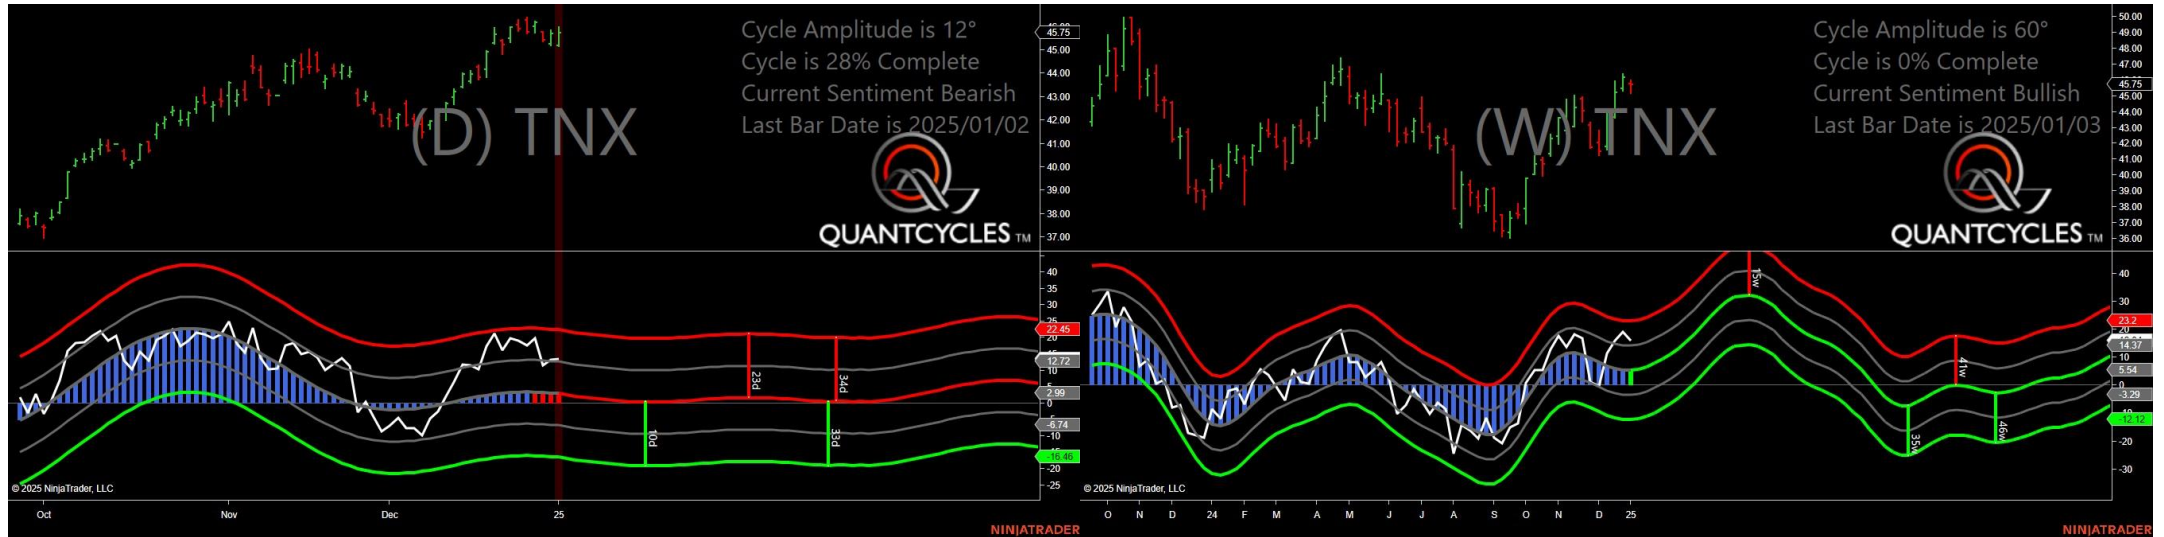 Cycle Amplitude is 12°
Cycle is 28% Complete
Current Sentiment Bearish
Last Bar Date is 2025/01/02
(D) TNX
QUANTCYCLES TM
45.75
45.00
44.00
43.00
42.00
41.00
40.00
39.00
38.00
37.00
40
35
30
25
22.45
20
12.72
5
2.99
0
-6.74
-10
-16.46
-20
-25
23d
34d
10d
33d
© 2025 NinjaTrader, LLC
Oct
Nov
Dec
25
NINJATRADER
Cycle Amplitude is 60°
Cycle is 0% Complete
Current Sentiment Bullish
Last Bar Date is 2025/01/03
(W) TNX
QUANTCYCLES TM
50.00
49.00
48.00
47.00
45.75
45.00
44.00
43.00
42.00
41.00
40.00
39.00
38.00
37.00
36.00
40
30
23.2
20
14.37
10
5.54
0
-3.29
-12.12
-20
-30
15w
41w
35w
46w
© 2025 NinjaTrader, LLC
O N D 24 F M A M J J A S O N D 25
NINJATRADER